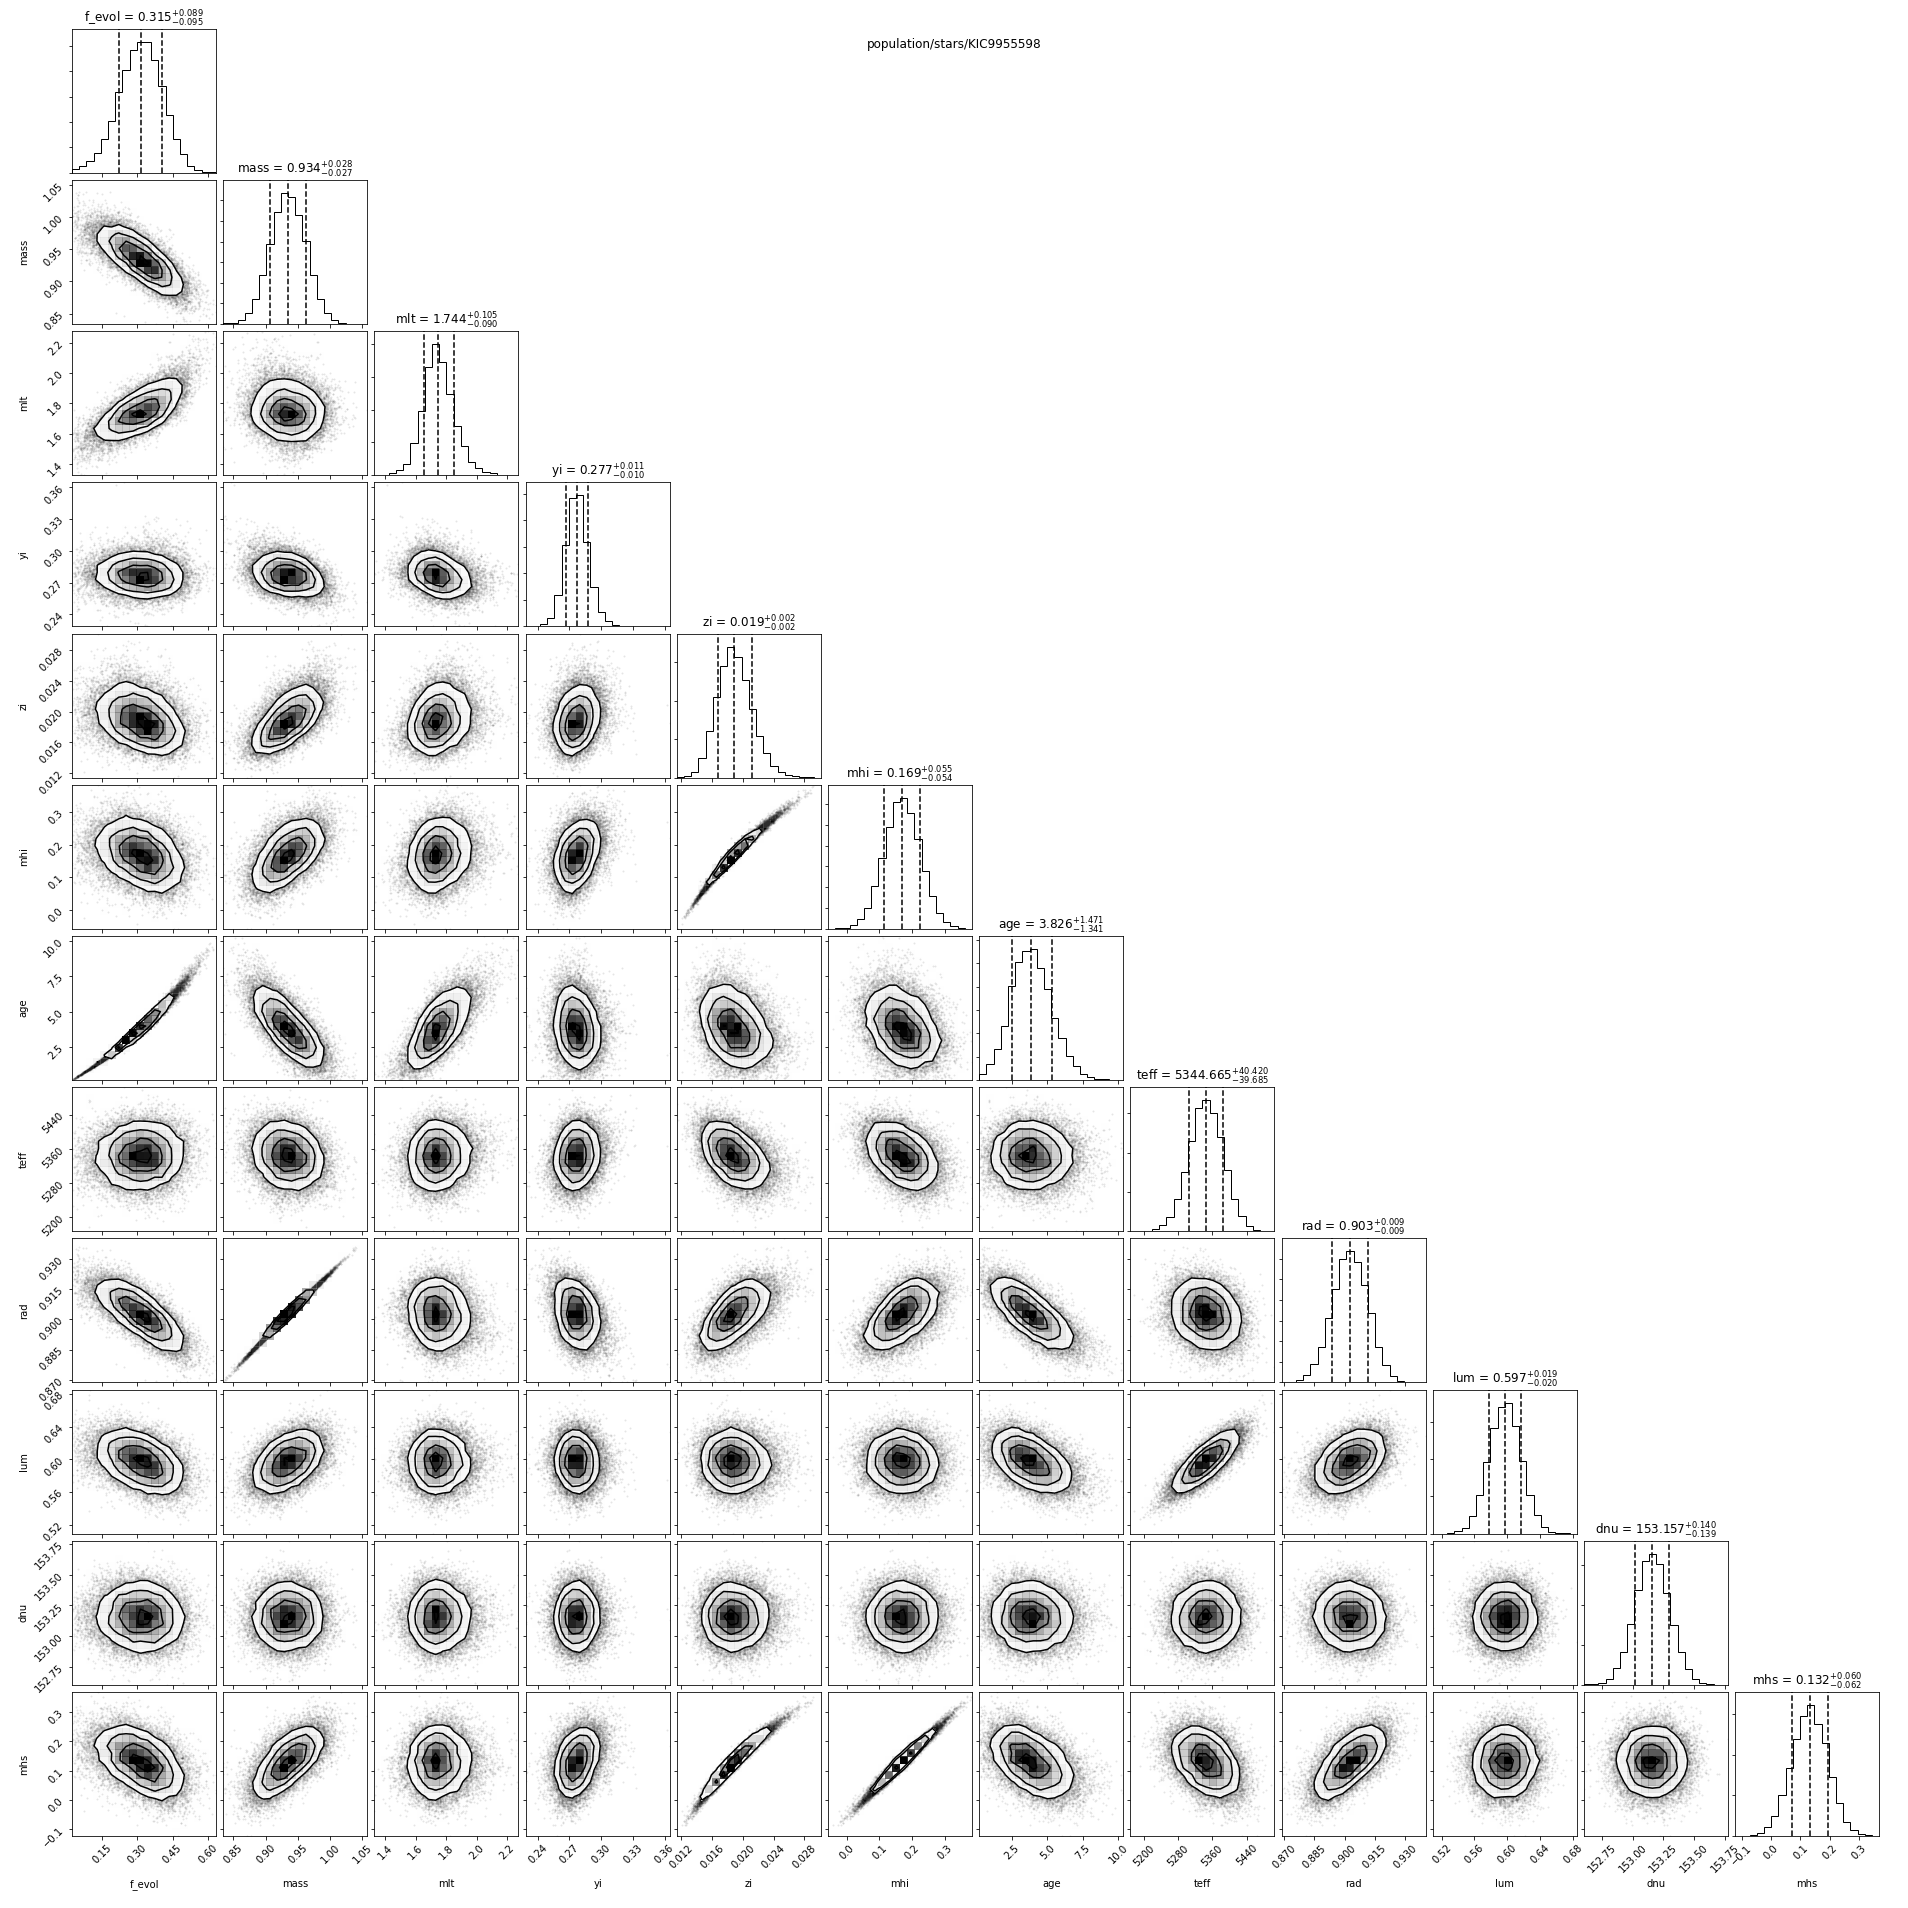 f_evol = 0.315+0.089 −0.095
population/stars/KIC9955598
mass = 0.934+0.028 −0.027
1.05
1.00
0.95
0.90
0.85
mass
mlt = 1.744+0.105 −0.090
2.2
2.0
1.8
1.6
1.4
mlt
yi = 0.277+0.011 −0.010
0.36
0.33
0.30
0.27
0.24
yi
zi = 0.019+0.002 −0.002
0.028
0.024
0.020
0.016
0.012
zi
mhi = 0.169+0.055 −0.054
0.3
0.2
0.1
0.0
mhi
age = 3.826+1.471 −1.341
10.0
7.5
5.0
2.5
age
teff = 5344.665+40.420 −39.685
5440
5360
5280
5200
teff
rad = 0.903+0.009 −0.009
0.930
0.915
0.900
0.885
0.870
rad
lum = 0.597+0.019 −0.020
0.68
0.64
0.60
0.56
0.52
lum
dnu = 153.157+0.140 −0.139
153.75
153.50
153.25
153.00
152.75
dnu
mhs = 0.132+0.060 −0.062
0.3
0.2
0.1
0.0
−0.1
mhs
0.15 0.30 0.45 0.60 0.85 0.90 0.95 1.00 1.05 1.4 1.6 1.8 2.0 2.2 0.24 0.27 0.30 0.33 0.36 0.012 0.016 0.020 0.024 0.028 0.0 0.1 0.2 0.3 2.5 5.0 7.5 10.0 5200 5280 5360 5440 0.870 0.885 0.900 0.915 0.930 0.52 0.56 0.60 0.64 0.68 152.75 153.00 153.25 153.50 153.75 −0.1 0.0 0.1 0.2 0.3
f_evol mass mlt yi zi mhi age teff rad lum dnu mhs